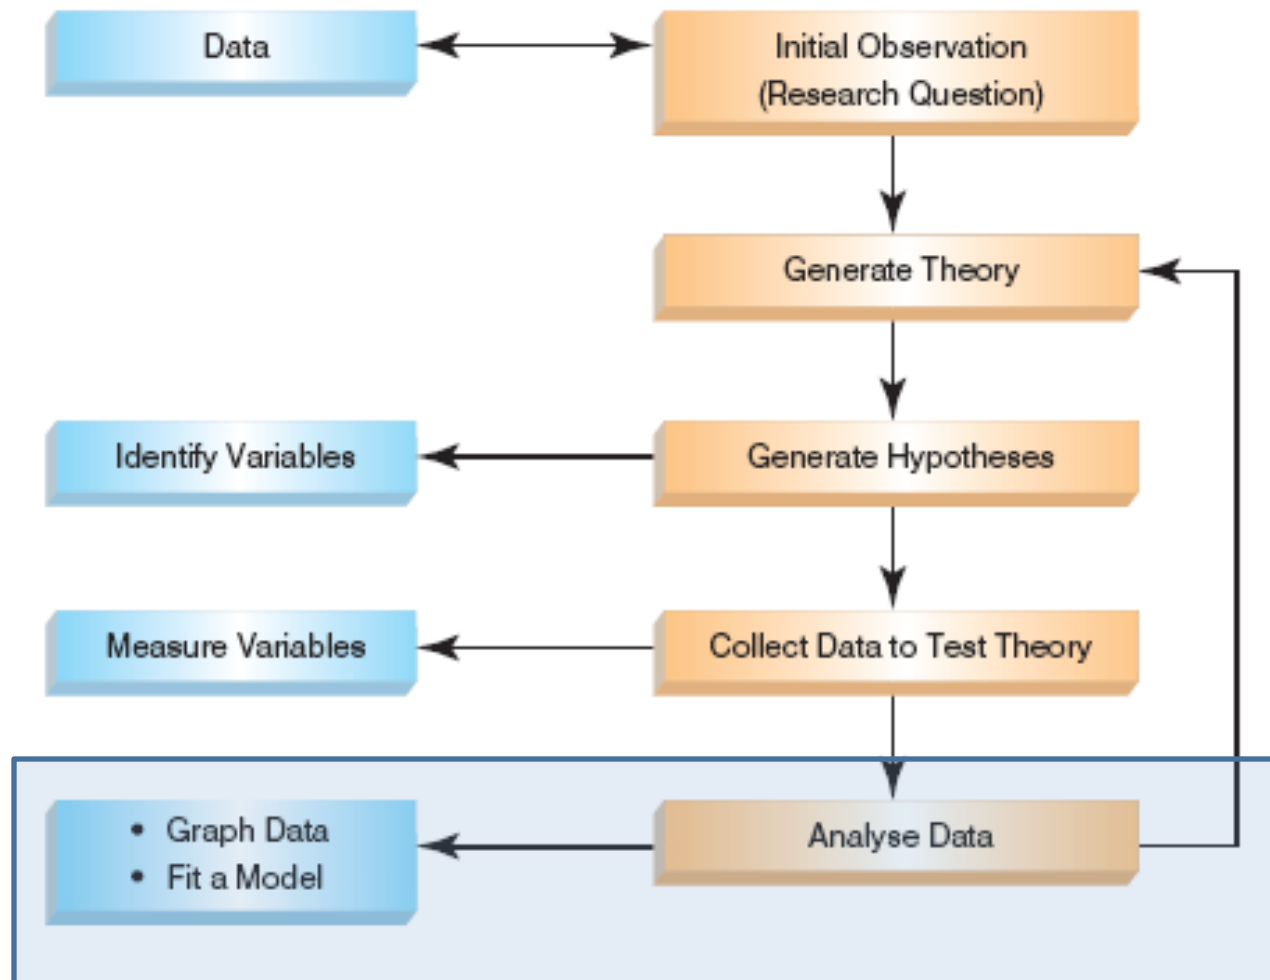 Data
Initial Observation
(Research Question)
Generate Theory
Identify Variables
Generate Hypotheses
Measure Variables
Collect Data to Test Theory
• Graph Data
• Fit a Model
Analyse Data